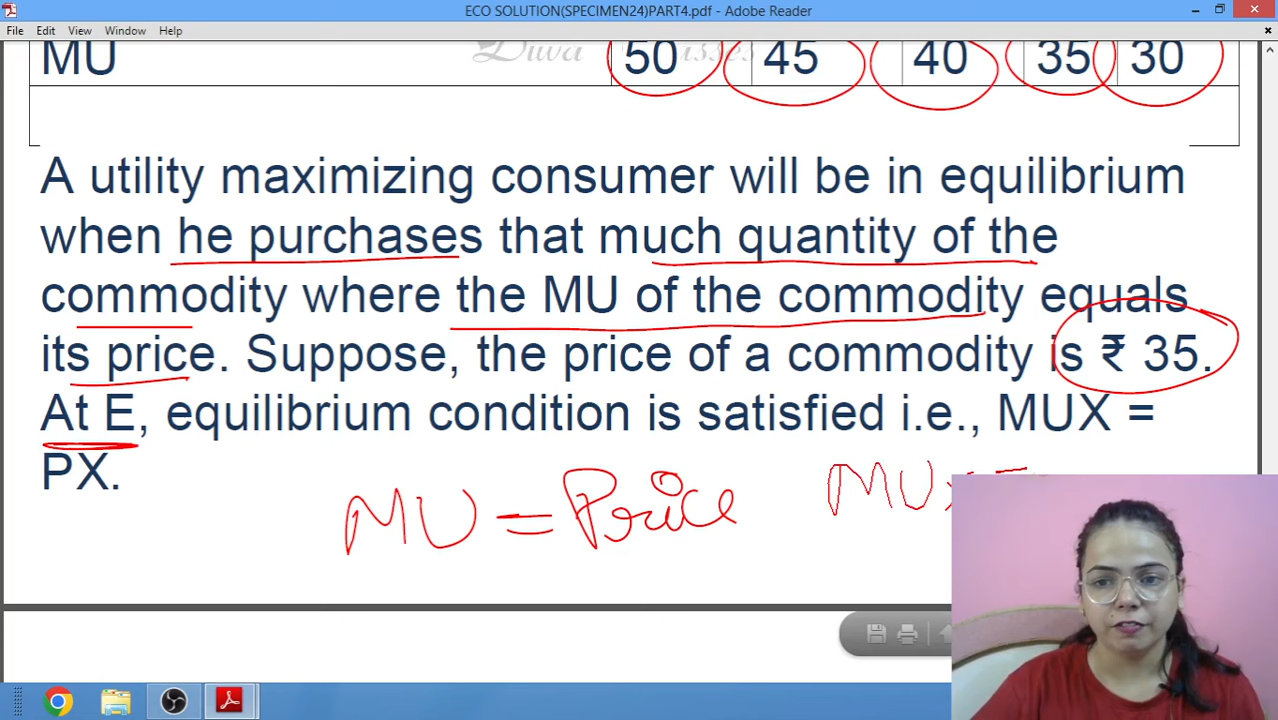 ECO SOLUTION(SPECIMEN24)PART4.pdf - Adobe Reader
File Edit View Window Help
MU 50 45 40 35 30
A utility maximizing consumer will be in equilibrium
when he purchases that much quantity of the
commodity where the MU of the commodity equals
its price. Suppose, the price of a commodity is ₹ 35.
At E, equilibrium condition is satisfied i.e., MUX =
PX.
MU = Price MUx =